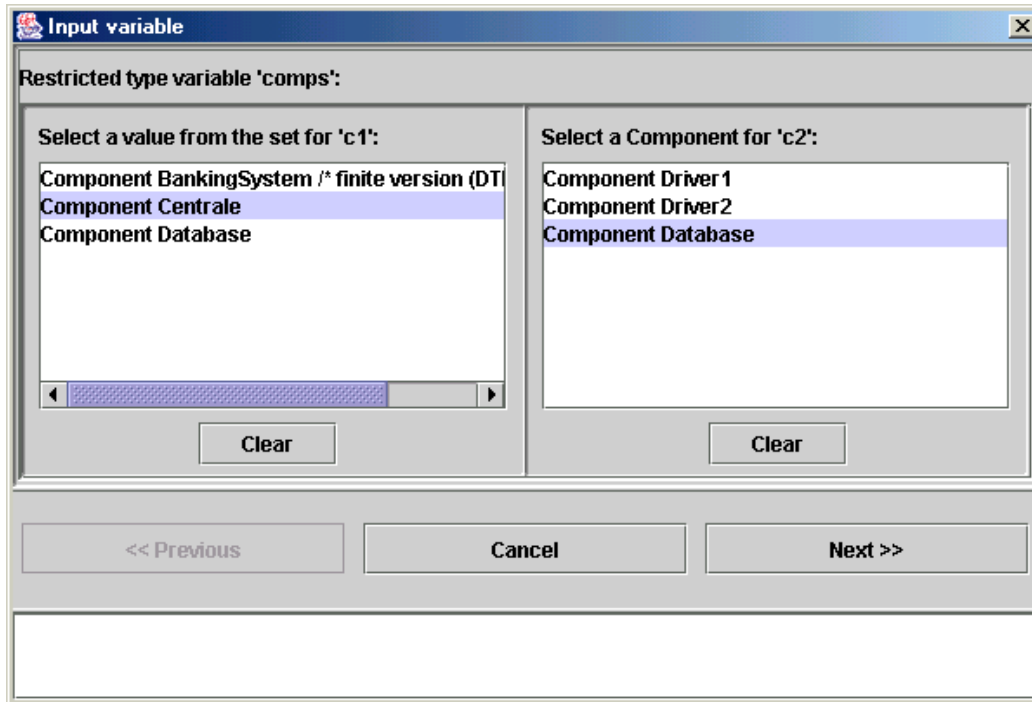 Input variable
Restricted type variable 'comps':
Select a value from the set for 'c1':
Component BankingSystem /* finite version (DT
Component Centrale
Component Database
Clear
Select a Component for 'c2':
Component Driver1
Component Driver2
Component Database
Clear
<< Previous
Cancel
Next >>